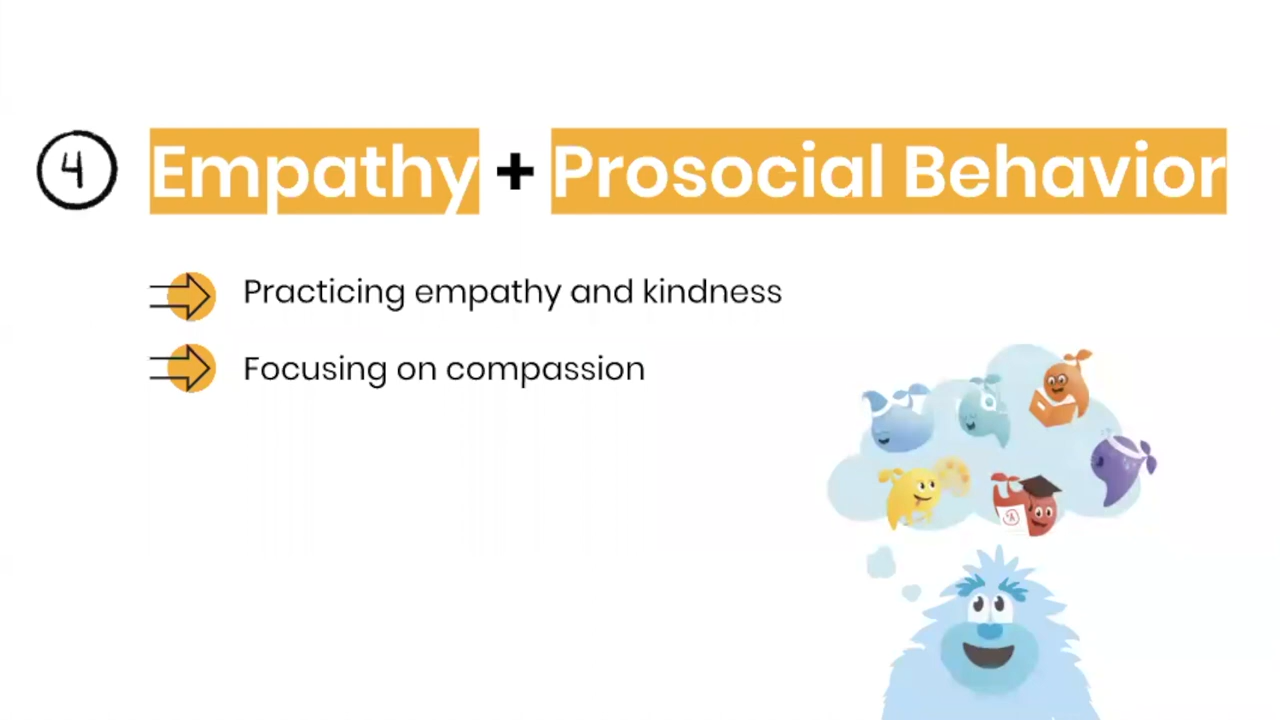 4 Empathy + Prosocial Behavior
Practicing empathy and kindness
Focusing on compassion